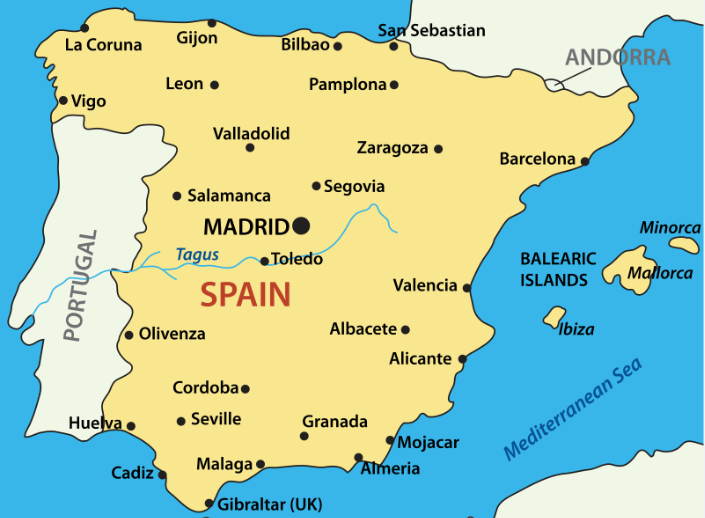 San Sebastian
Gijon
La Coruna
Bilbao
ANDORRA
Leon
Pamplona
Vigo
Valladolid
Zaragoza
Barcelona
Segovia
Salamanca
MADRID
Minorca
Tagus
Toledo
BALEARIC
ISLANDS
Mallorca
PORTUGAL
SPAIN
Valencia
Ibiza
Olivenza
Albacete
Alicante
Cordoba
Mediterranean Sea
Huelva
Seville
Granada
Mojacar
Cadiz
Malaga
Almeria
Gibraltar (UK)